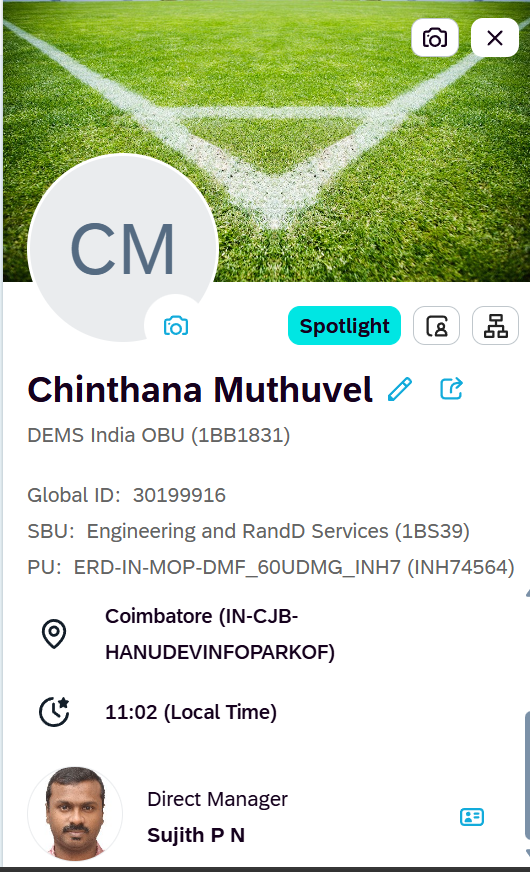 CM
Spotlight
Chinthana Muthuvel
DEMS India OBU (1BB1831)
Global ID: 30199916
SBU: Engineering and RandD Services (1BS39)
PU: ERD-IN-MOP-DMF_60UDMG_INH7 (INH74564)
Coimbatore (IN-CJB-
HANUDEVINFOPARKOF)
11:02 (Local Time)
Direct Manager
Sujith P N